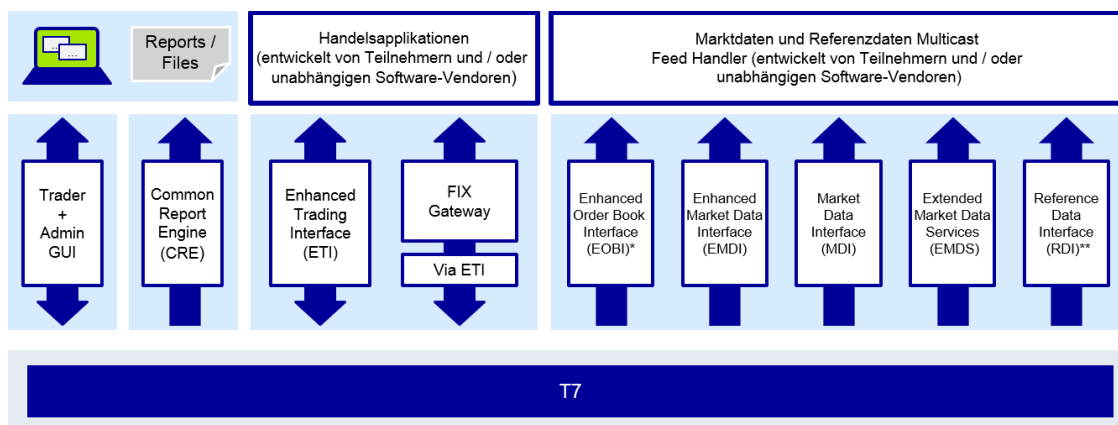 ... ...
Reports /
Files
Handelsapplikationen
(entwickelt von Teilnehmern und / oder
unabhängigen Software-Vendoren)
Marktdaten und Referenzdaten Multicast
Feed Handler (entwickelt von Teilnehmern und / oder
unabhängigen Software-Vendoren)
Trader
+
Admin
GUI
Common
Report
Engine
(CRE)
Enhanced
Trading
Interface
(ETI)
FIX
Gateway
Via ETI
Enhanced
Order Book
Interface
(EOBI)*
Enhanced
Market Data
Interface
(EMDI)
Market
Data
Interface
(MDI)
Extended
Market Data
Services
(EMDS)
Reference
Data
Interface
(RDI)**
T7